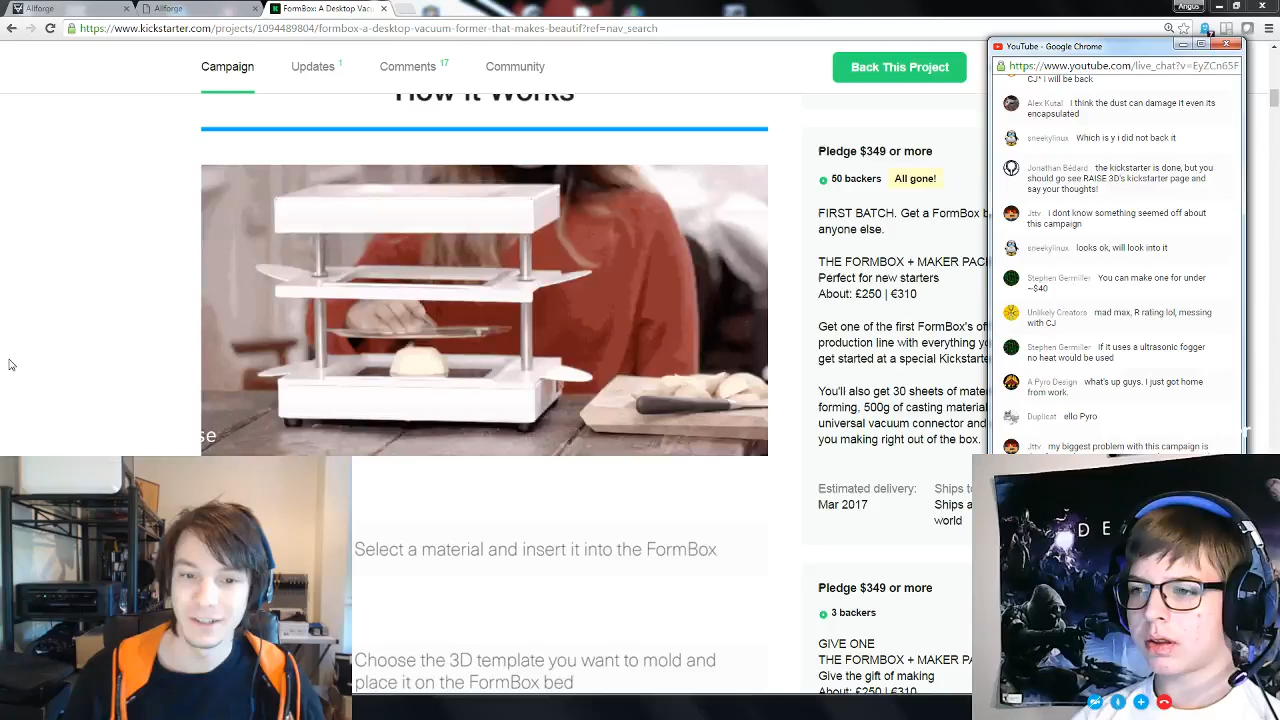 Allforge
Allforge
FormBox: A Desktop Vacu
Angus
https://www.kickstarter.com/projects/1094489804/formbox-a-desktop-vacuum-former-that-makes-beautif?ref=nav_search
Campaign
Updates 1
Comments 17
Community
Back This Project
How It Works
se
Select a material and insert it into the FormBox
Choose the 3D template you want to mold and
place it on the FormBox bed
Pledge $349 or more
50 backers All gone!
FIRST BATCH. Get a FormBox b
anyone else.
THE FORMBOX + MAKER PAC
Perfect for new starters
About: £250 | €310
Get one of the first FormBox's off
production line with everything yo
get started at a special Kickstarte
You'll also get 30 sheets of mater
forming, 500g of casting material
universal vacuum connector and
you making right out of the box.
Estimated delivery: Ships to
Mar 2017 Ships a
world
Pledge $349 or more
3 backers
GIVE ONE
THE FORMBOX + MAKER PA
Give the gift of making
About: £250 | €310
YouTube - Google Chrome
https://www.youtube.com/live_chat?v=EyZCn65F
CJ* I will be back
Alex Kutal I think the dust can damage it even its
encapsulated
sneekylinux Which is y i did not back it
Jonathan Bédard the kickstarter is done, but you
should go see RAISE 3D's kickstarter page and
say your thoughts!
Jttv i dont know something seemed off about
this campaign
sneekylinux looks ok, will look into it
Stephen Germiller You can make one for under
~$40
Unlikely Creators mad max, R rating lol, messing
with CJ
Stephen Germiller If it uses a ultrasonic fogger
no heat would be used
A Pyro Design what's up guys. I just got home
from work.
Duplicat ello Pyro
Jttv my biggest problem with this campaign is
D E